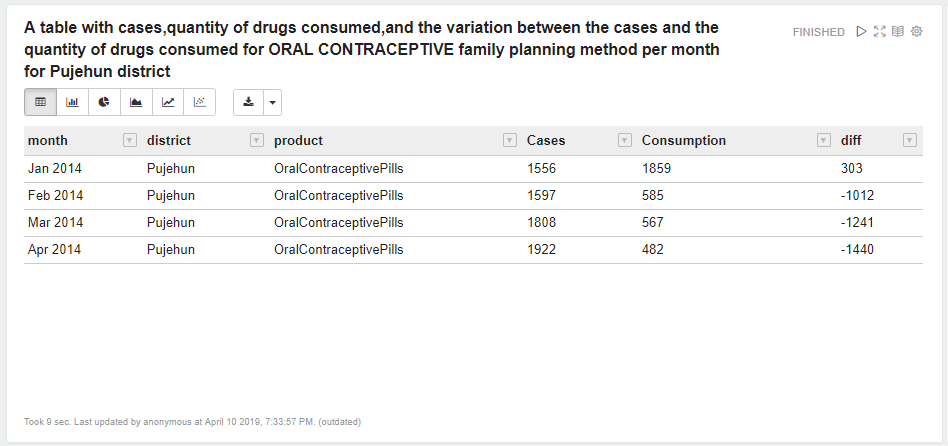 A table with cases,quantity of drugs consumed,and the variation between the cases and the
quantity of drugs consumed for ORAL CONTRACEPTIVE family planning method per month
for Pujehun district
FINISHED
month district product Cases Consumption diff
Jan 2014 Pujehun OralContraceptivePills 1556 1859 303
Feb 2014 Pujehun OralContraceptivePills 1597 585 -1012
Mar 2014 Pujehun OralContraceptivePills 1808 567 -1241
Apr 2014 Pujehun OralContraceptivePills 1922 482 -1440
Took 9 sec. Last updated by anonymous at April 10 2019, 7:33:57 PM. (outdated)